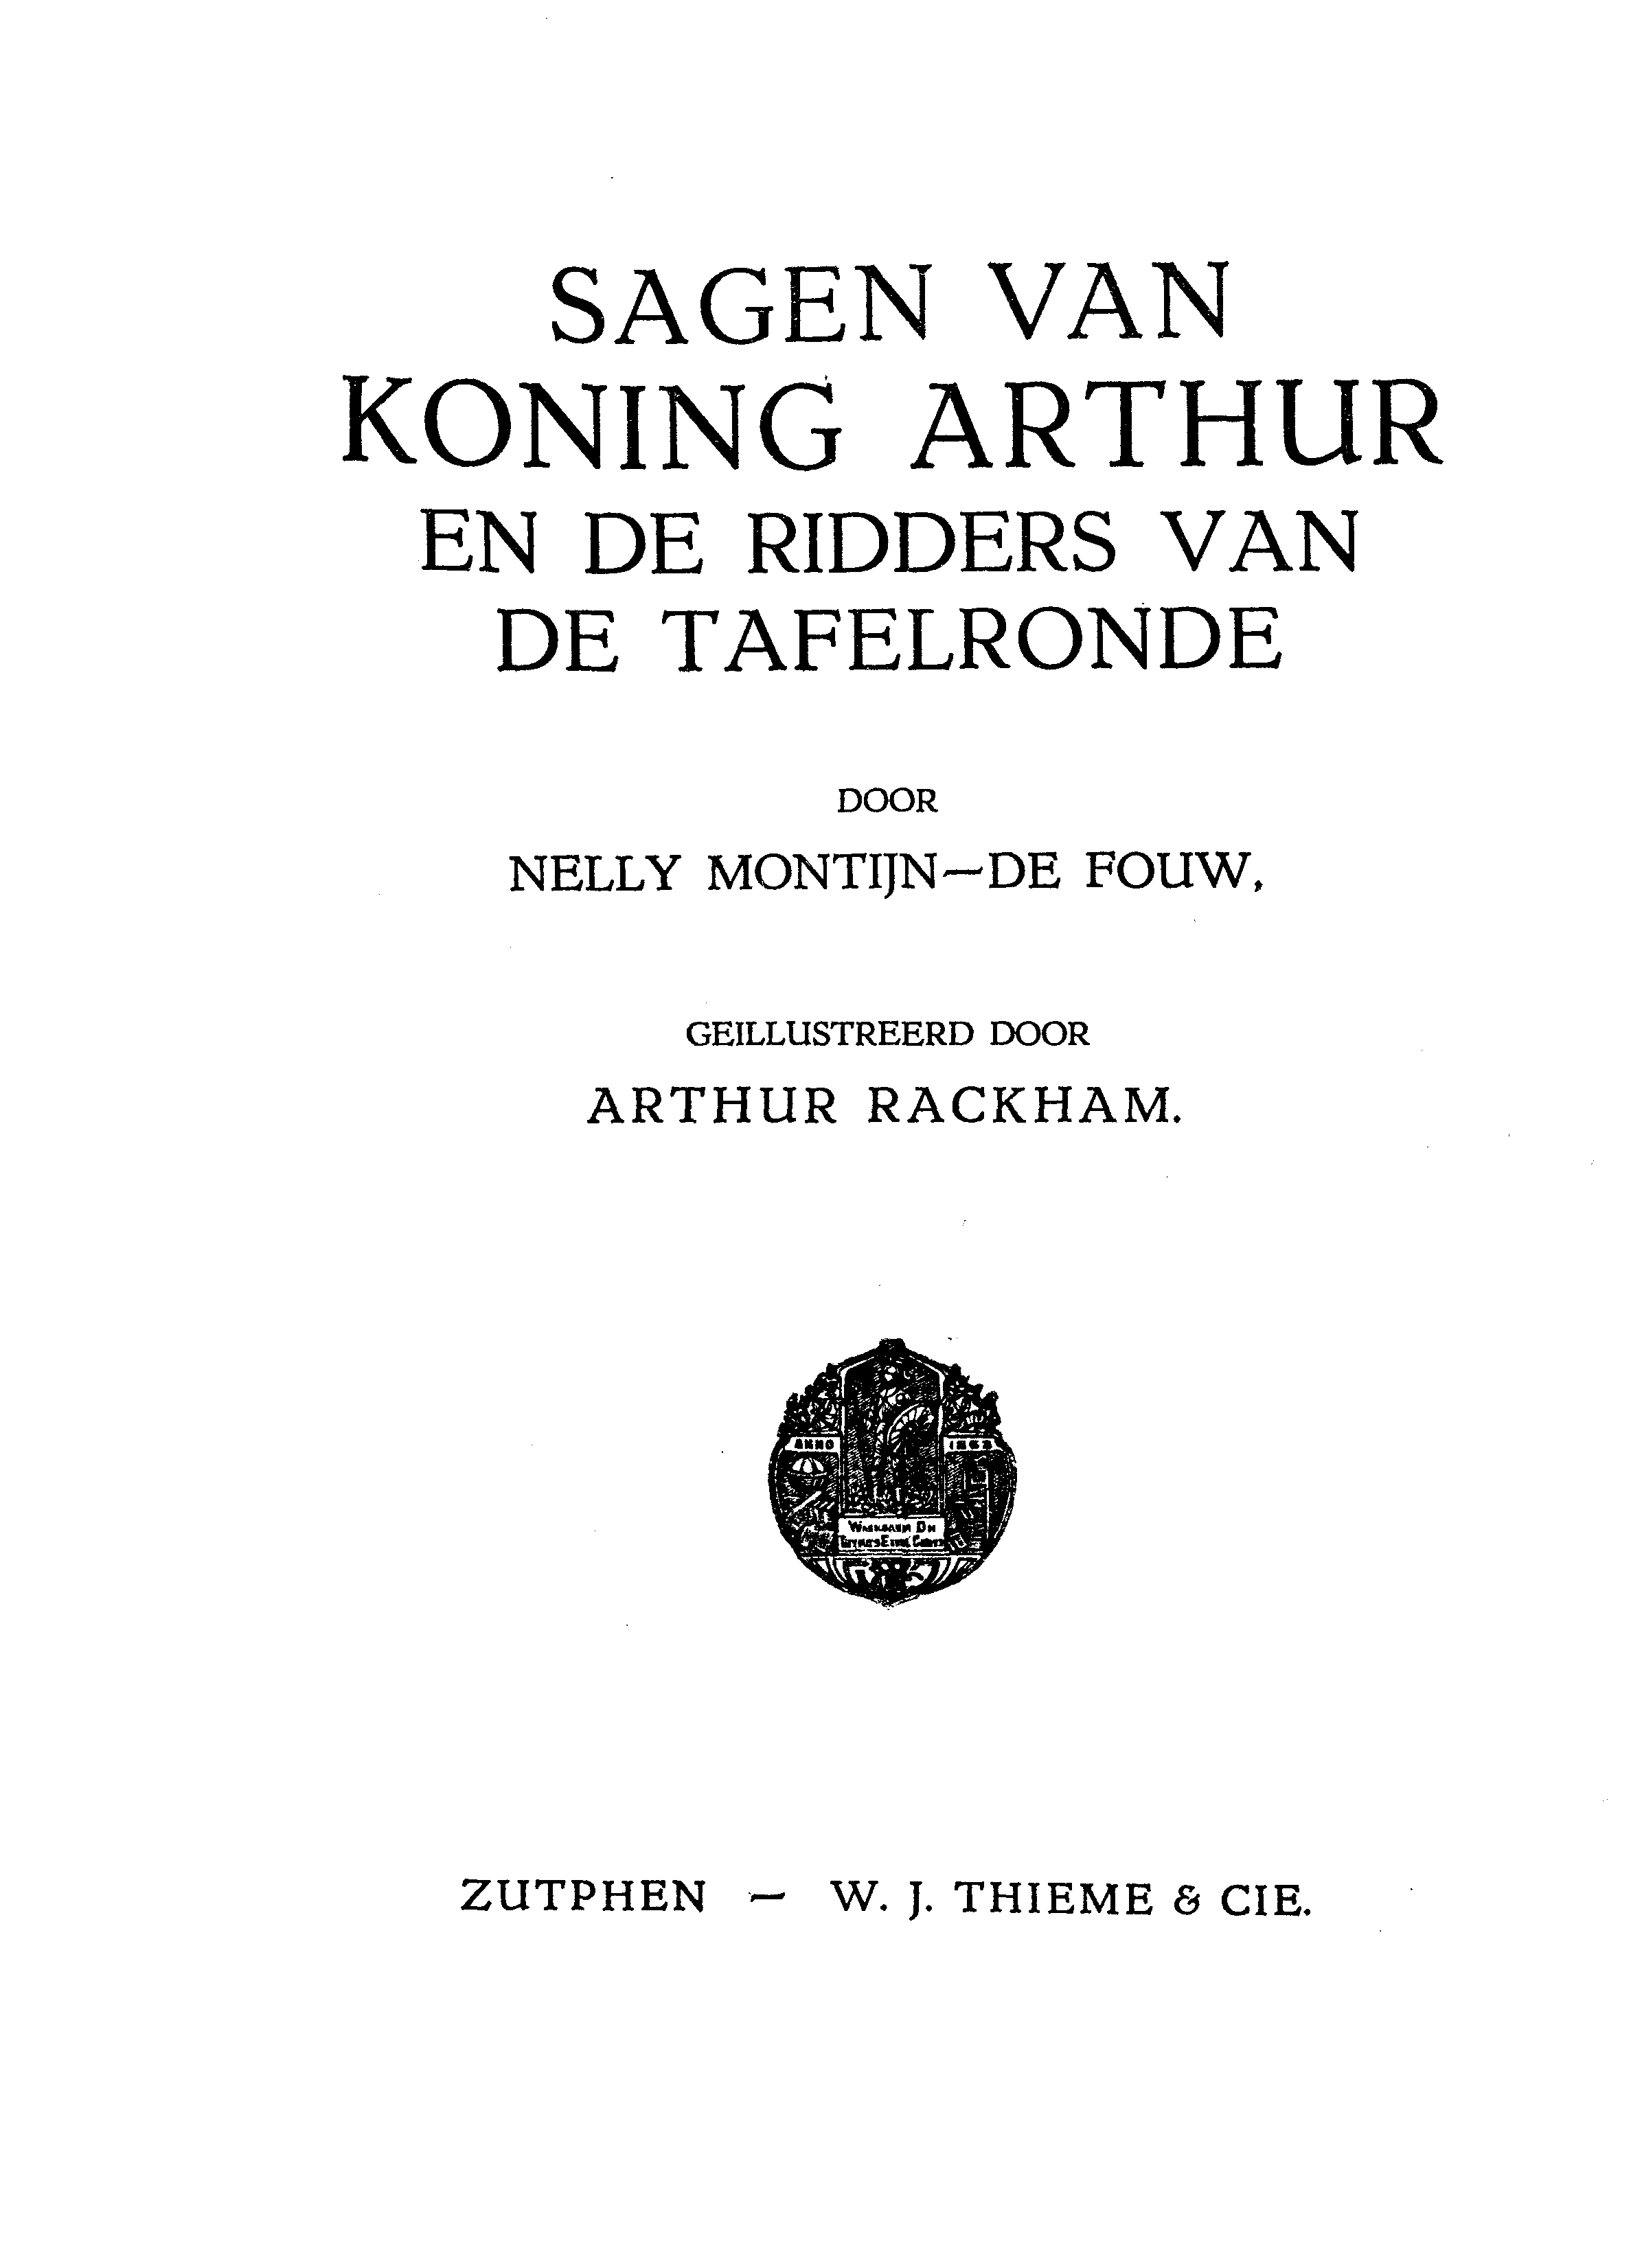 SAGEN VAN
KONING ARTHUR
EN DE RIDDERS VAN
DE TAFELRONDE
DOOR
NELLY MONTIJN—DE FOUW,
GEILLUSTREERD DOOR
ARTHUR RACKHAM.
ANNO
ZUTPHEN — W. J. THIEME & CIE.